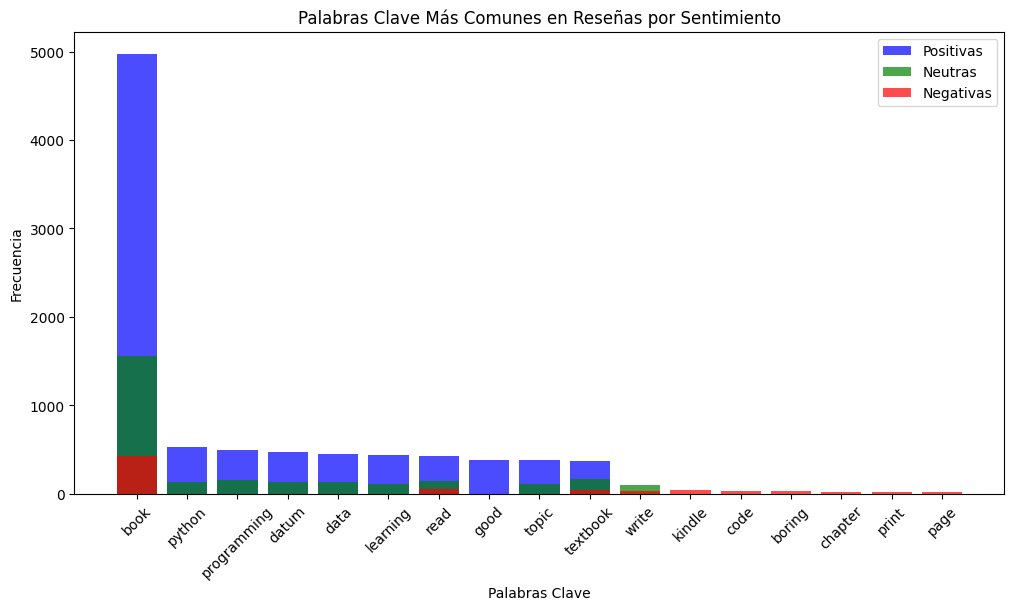 Palabras Clave Más Comunes en Reseñas por Sentimiento
Positivas
Neutras
Negativas
Frecuencia
5000
4000
3000
2000
1000
0
book
python
programming
datum
data
learning
read
good
topic
textbook
write
kindle
code
boring
chapter
print
page
Palabras Clave